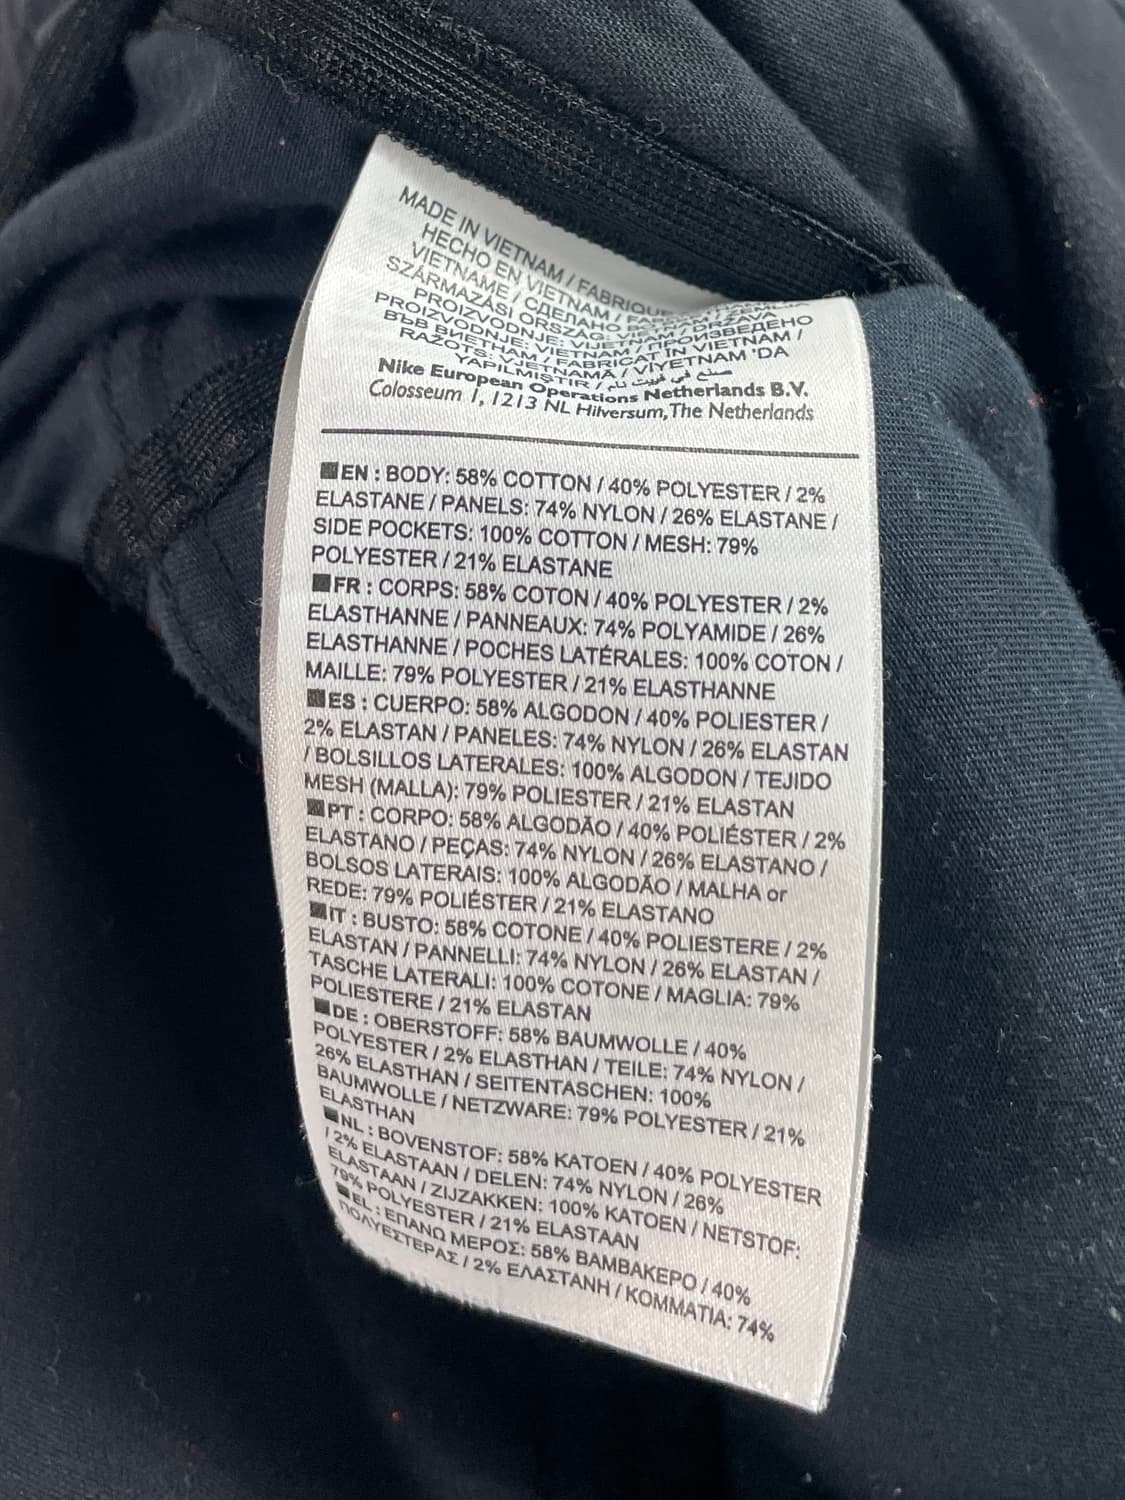 MADE IN VIETNAM / FABRIQUÉ
HECHO EN VIETNAM /
VIETNAME / СДЕЛАНО
SZÁRMAZÁSI ORSZÁG:
PROIZVODNJE: VIJETNAM / DRŽAVA
PROIZVODNJE: VIETNAM / ПРОИЗВЕДЕНО
ВЪВ ВИЕТНАМ / FABRICAT ÎN VIETNAM /
RAŽOTS: VJETNAMĀ / VİYETNAM 'DA
YAPILMIŞTIR / صنع في فيت نام
Nike European Operations Netherlands B.V.
Colosseum 1, 1213 NL Hilversum, The Netherlands
EN : BODY: 58% COTTON / 40% POLYESTER / 2%
ELASTANE / PANELS: 74% NYLON / 26% ELASTANE /
SIDE POCKETS: 100% COTTON / MESH: 79%
POLYESTER / 21% ELASTANE
FR : CORPS: 58% COTON / 40% POLYESTER / 2%
ELASTHANNE / PANNEAUX: 74% POLYAMIDE / 26%
ELASTHANNE / POCHES LATÉRALES: 100% COTON /
MAILLE: 79% POLYESTER / 21% ELASTHANNE
ES : CUERPO: 58% ALGODON / 40% POLIESTER /
2% ELASTAN / PANELES: 74% NYLON / 26% ELASTAN
/ BOLSILLOS LATERALES: 100% ALGODON / TEJIDO
MESH (MALLA): 79% POLIESTER / 21% ELASTAN
PT : CORPO: 58% ALGODÃO / 40% POLIÉSTER / 2%
ELASTANO / PEÇAS: 74% NYLON / 26% ELASTANO /
BOLSOS LATERAIS: 100% ALGODÃO / MALHA or
REDE: 79% POLIÉSTER / 21% ELASTANO
IT : BUSTO: 58% COTONE / 40% POLIESTERE / 2%
ELASTAN / PANNELLI: 74% NYLON / 26% ELASTAN /
TASCHE LATERALI: 100% COTONE / MAGLIA: 79%
POLIESTERE / 21% ELASTAN
DE : OBERSTOFF: 58% BAUMWOLLE / 40%
POLYESTER / 2% ELASTHAN / TEILE: 74% NYLON /
26% ELASTHAN / SEITENTASCHEN: 100%
BAUMWOLLE / NETZWARE: 79% POLYESTER / 21%
ELASTHAN
NL : BOVENSTOF: 58% KATOEN / 40% POLYESTER
/ 2% ELASTAAN / DELEN: 74% NYLON / 26%
ELASTAAN / ZIJZAKKEN: 100% KATOEN / NETSTOF:
79% POLYESTER / 21% ELASTAAN
EL : ΕΠΑΝΩ ΜΕΡΟΣ: 58% ΒΑΜΒΑΚΕΡΟ / 40%
ΠΟΛΥΕΣΤΕΡΑΣ / 2% ΕΛΑΣΤΑΝΗ / ΚΟΜΜΑΤΙΑ: 74%